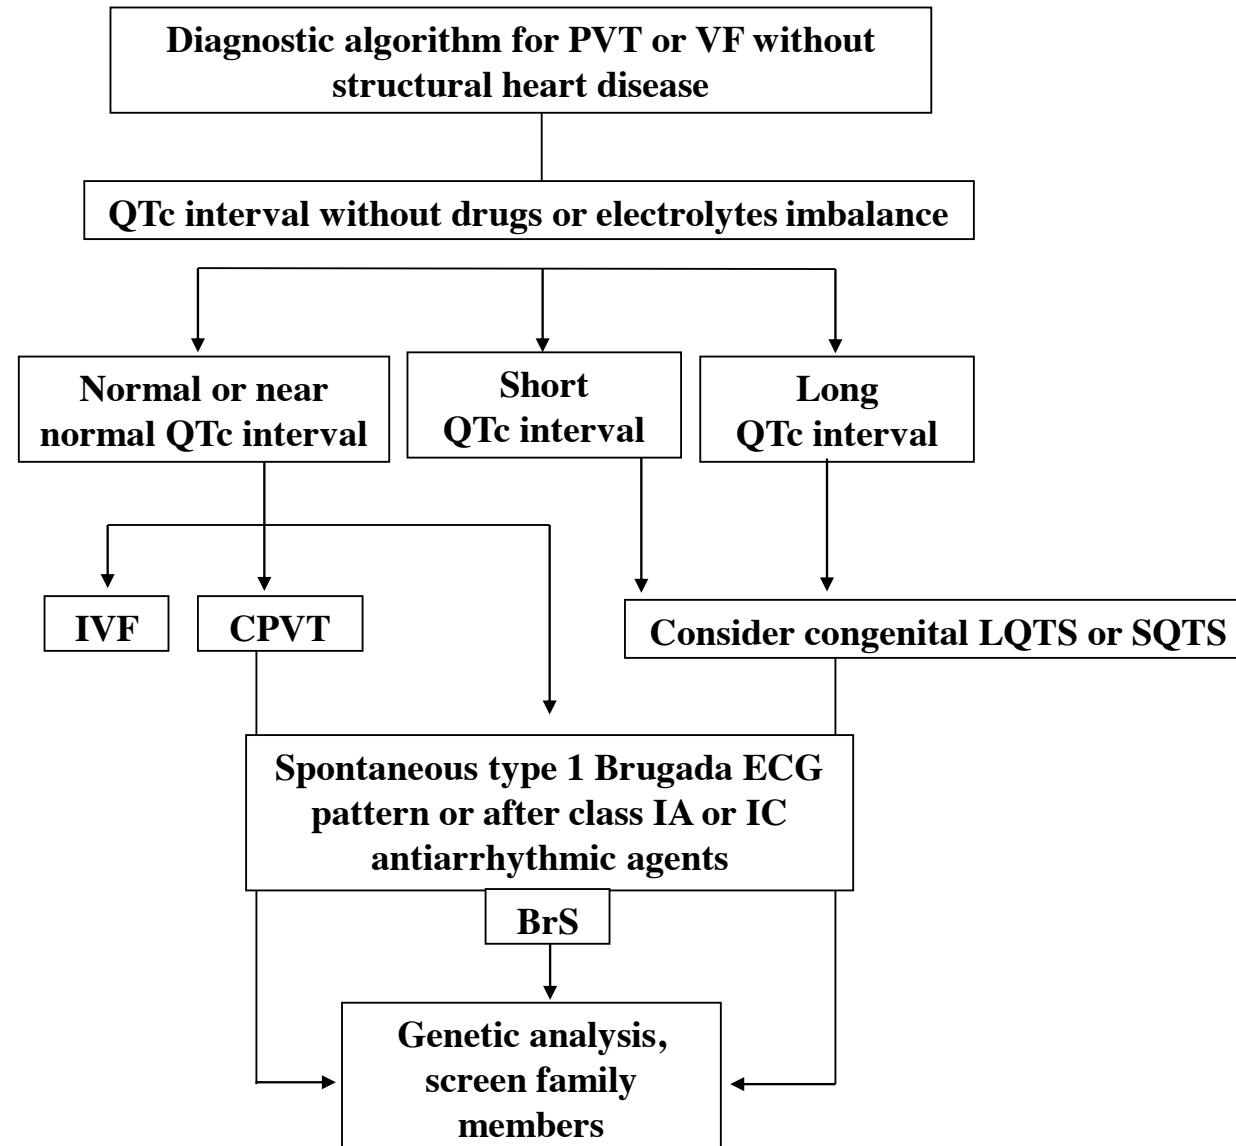 Diagnostic algorithm for PVT or VF without
structural heart disease
QTc interval without drugs or electrolytes imbalance
Normal or near
normal QTc interval
Short
QTc interval
Long
QTc interval
IVF
CPVT
Consider congenital LQTS or SQTS
Spontaneous type 1 Brugada ECG
pattern or after class IA or IC
antiarrhythmic agents
BrS
Genetic analysis,
screen family
members